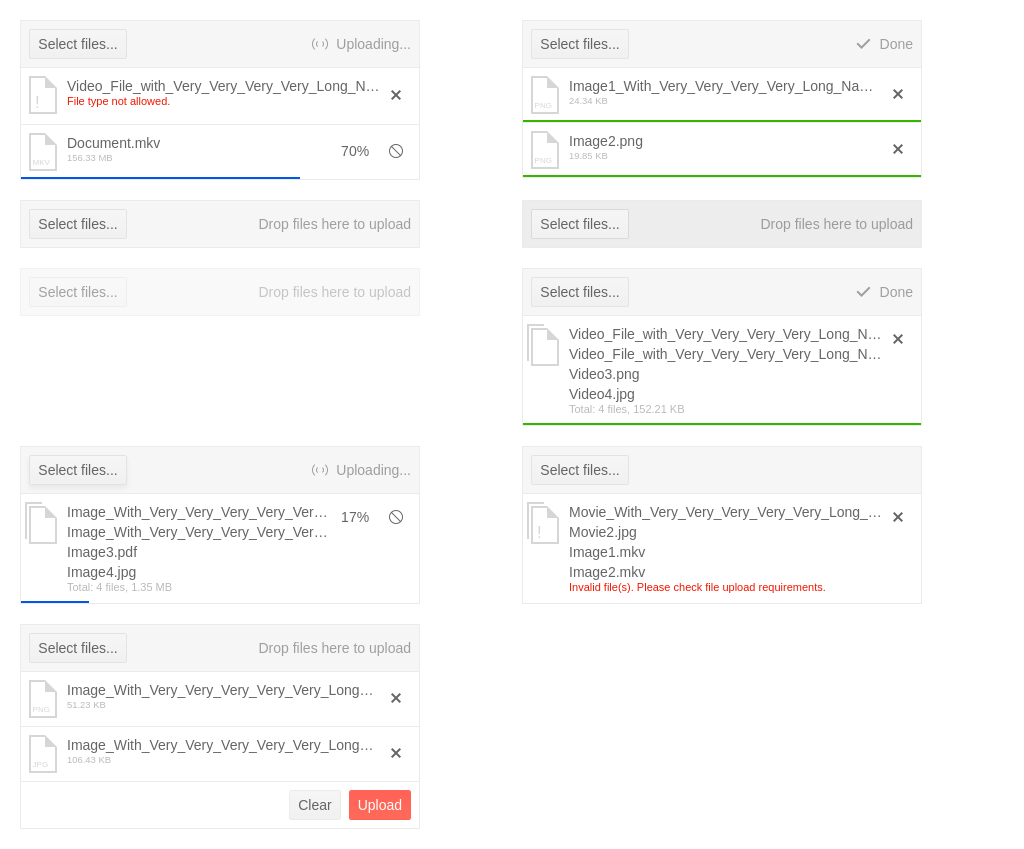 Select files...
Uploading...
Video_File_with_Very_Very_Very_Very_Long_N...
!
File type not allowed.
Document.mkv
MKV
156.33 MB
70%
Select files...
Done
Image1_With_Very_Very_Very_Very_Long_Na...
PNG
24.34 KB
Image2.png
PNG
19.85 KB
Select files...
Drop files here to upload
Select files...
Drop files here to upload
Select files...
Drop files here to upload
Select files...
Done
Video_File_with_Very_Very_Very_Very_Long_N...
Video_File_with_Very_Very_Very_Very_Long_N...
Video3.png
Video4.jpg
Total: 4 files, 152.21 KB
Select files...
Uploading...
Image_With_Very_Very_Very_Very_Ver...
17%
Image_With_Very_Very_Very_Very_Ver...
Image3.pdf
Image4.jpg
Total: 4 files, 1.35 MB
Select files...
Movie_With_Very_Very_Very_Very_Very_Long_...
!
Movie2.jpg
Image1.mkv
Image2.mkv
Invalid file(s). Please check file upload requirements.
Select files...
Drop files here to upload
Image_With_Very_Very_Very_Very_Very_Long...
PNG
51.23 KB
Image_With_Very_Very_Very_Very_Very_Long...
JPG
106.43 KB
Clear
Upload